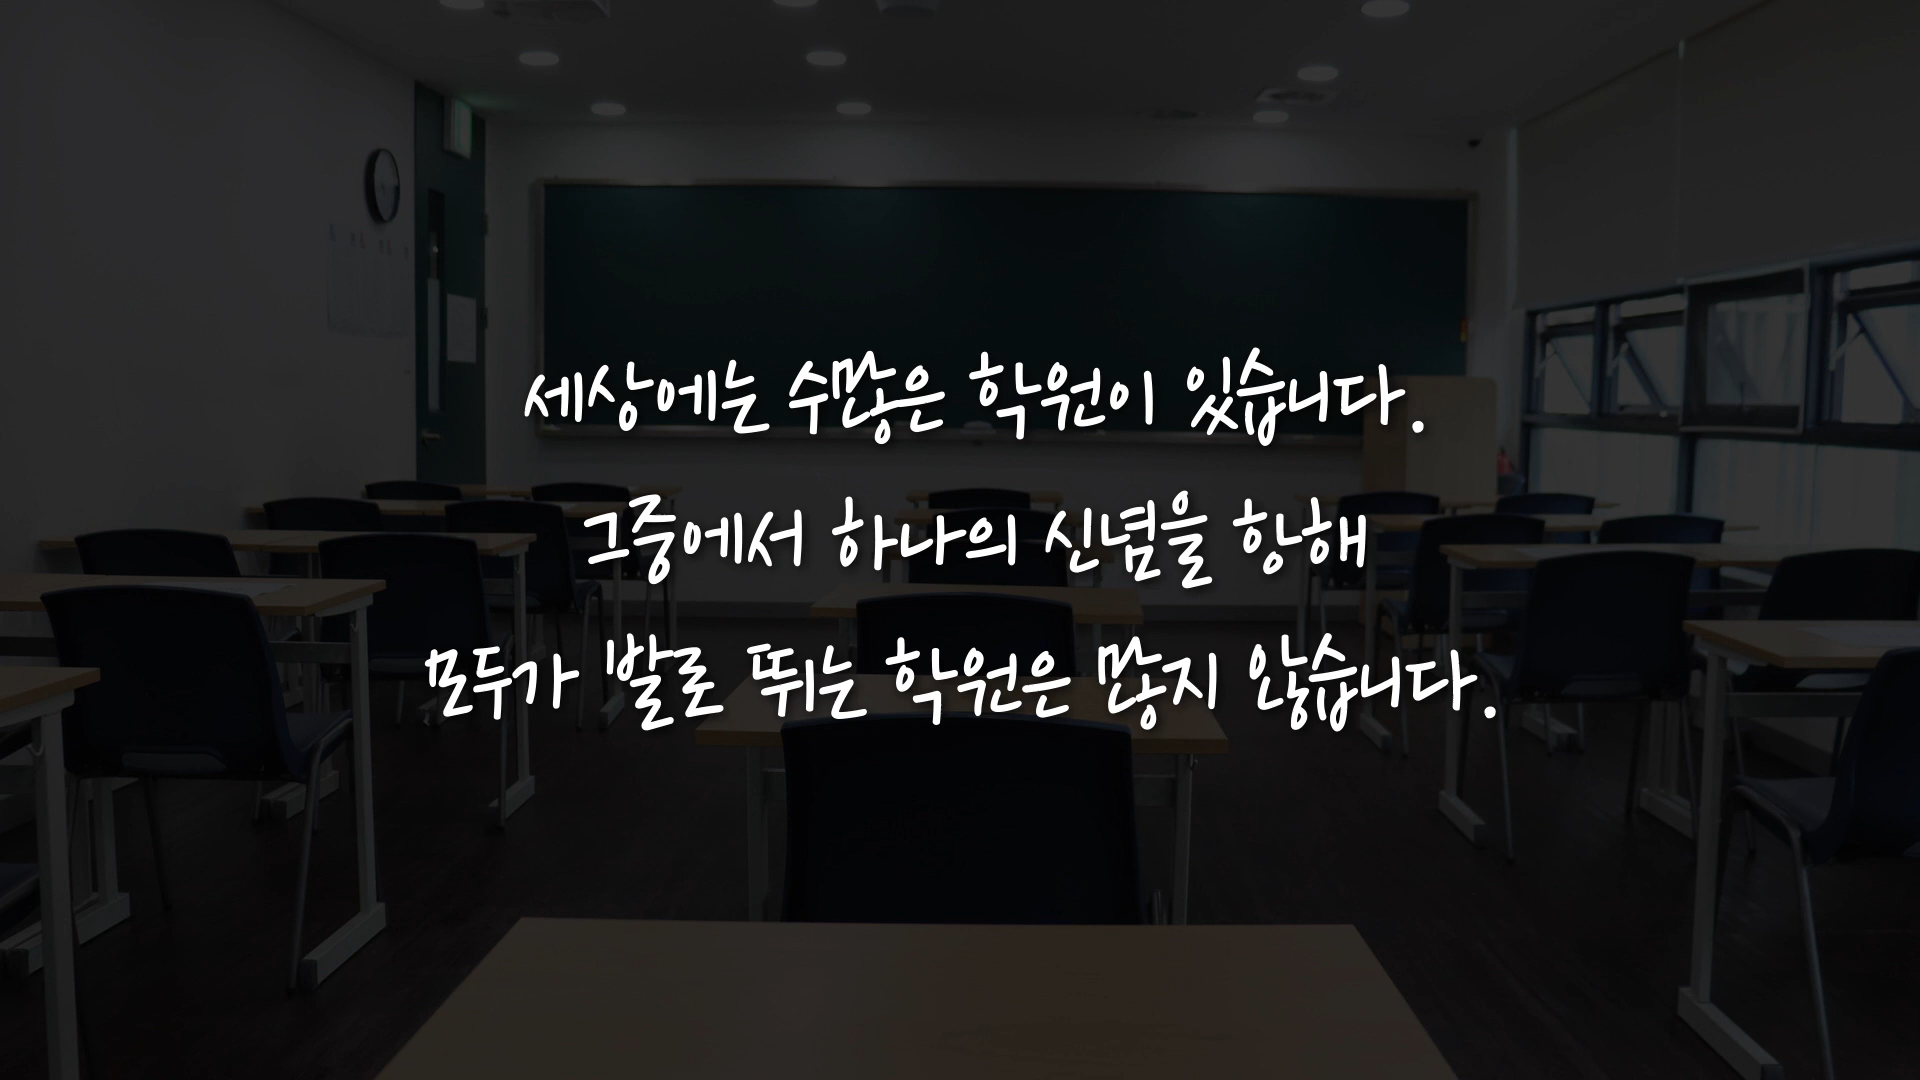 세상에는 수많은 학원이 있습니다.
그중에서 하나의 신념을 향해
모두가 발로 뛰는 학원은 많지 않습니다.